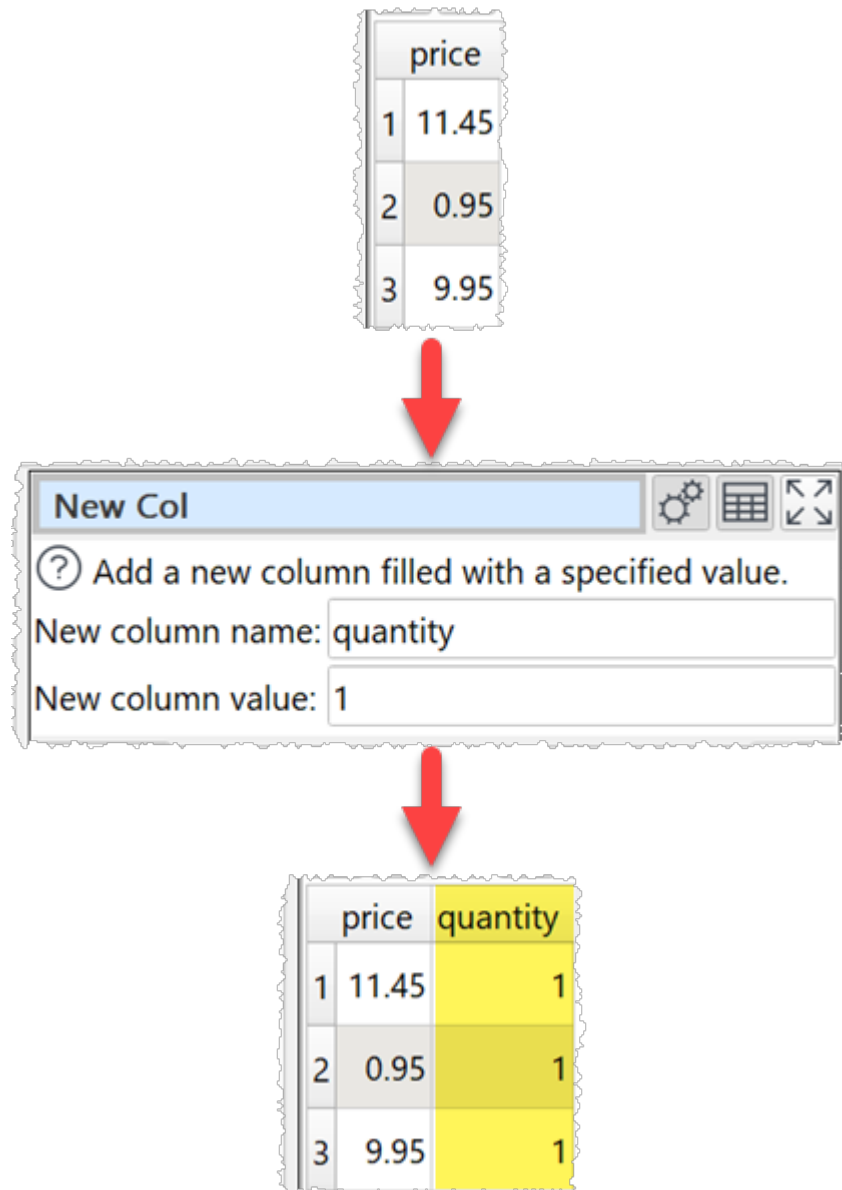 price
1 11.45
2 0.95
3 9.95
New Col
? Add a new column filled with a specified value.
New column name: quantity
New column value: 1
price quantity
1 11.45 1
2 0.95 1
3 9.95 1